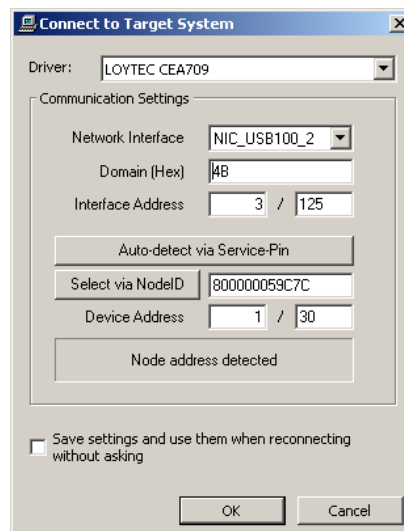 Connect to Target System
Driver: LOYTEC CEA709
Communication Settings
Network Interface NIC_USB100_2
Domain (Hex) 4B
Interface Address 3 / 125
Auto-detect via Service-Pin
Select via NodeID 800000059C7C
Device Address 1 / 30
Node address detected
Save settings and use them when reconnecting
without asking
OK Cancel